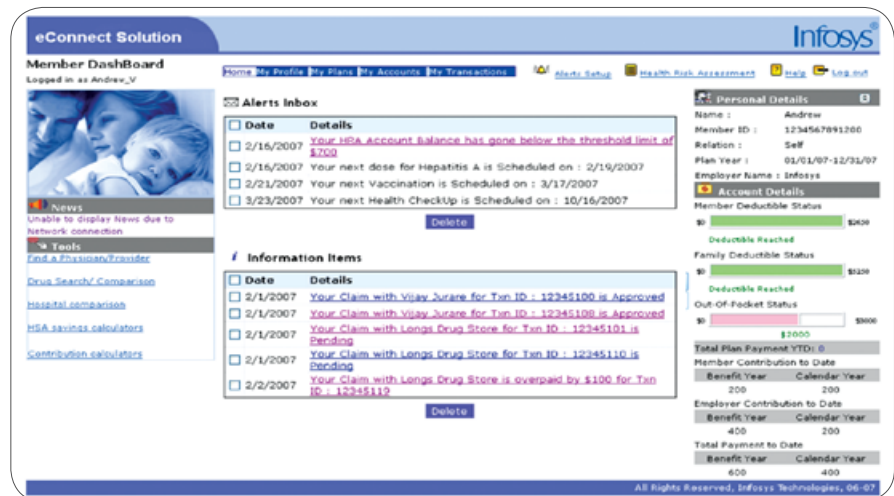 eConnect Solution
Infosys®
Member DashBoard
Logged in as Andrew_V
Home My Profile My Plans My Accounts My Transactions
Alerts Setup
Health Risk Assessment
Help
Log out
News
Unable to display News due to
Network connection
Tools
Find a Physician/Provider
Drug Search/ Comparison
Hospital comparison
HSA savings calculators
Contribution calculators
Alerts Inbox
Date Details
2/16/2007 Your HRA Account Balance has gone below the threshold limit of
$700
2/16/2007 Your next dose for Hepatitis A is Scheduled on : 2/19/2007
2/21/2007 Your next Vaccination is Scheduled on : 3/17/2007
3/23/2007 Your next Health CheckUp is Scheduled on : 10/16/2007
Delete
Information Items
Date Details
2/1/2007 Your Claim with Vijay Jurare for Txn ID : 12345100 is Approved
2/1/2007 Your Claim with Vijay Jurare for Txn ID : 12345108 is Approved
2/1/2007 Your Claim with Longs Drug Store for Txn ID : 12345101 is
Pending
2/1/2007 Your Claim with Longs Drug Store for Txn ID : 12345110 is
Pending
2/2/2007 Your Claim with Longs Drug Store is overpaid by $100 for Txn
ID : 12345119
Delete
Personal Details
Name : Andrew
Member ID : 1234567891200
Relation : Self
Plan Year : 01/01/07-12/31/07
Employer Name : Infosys
Account Details
Member Deductible Status
$0 $2650
Deductible Reached
Family Deductible Status
$0 $5250
Deductible Reached
Out-Of-Pocket Status
$0 $3000
$2000
Total Plan Payment YTD: 0
Member Contribution to Date
Benefit Year Calendar Year
200 200
Employer Contribution to Date
Benefit Year Calendar Year
400 200
Total Payment to Date
Benefit Year Calendar Year
600 400
All Rights Reserved, Infosys Technologies, 06-07